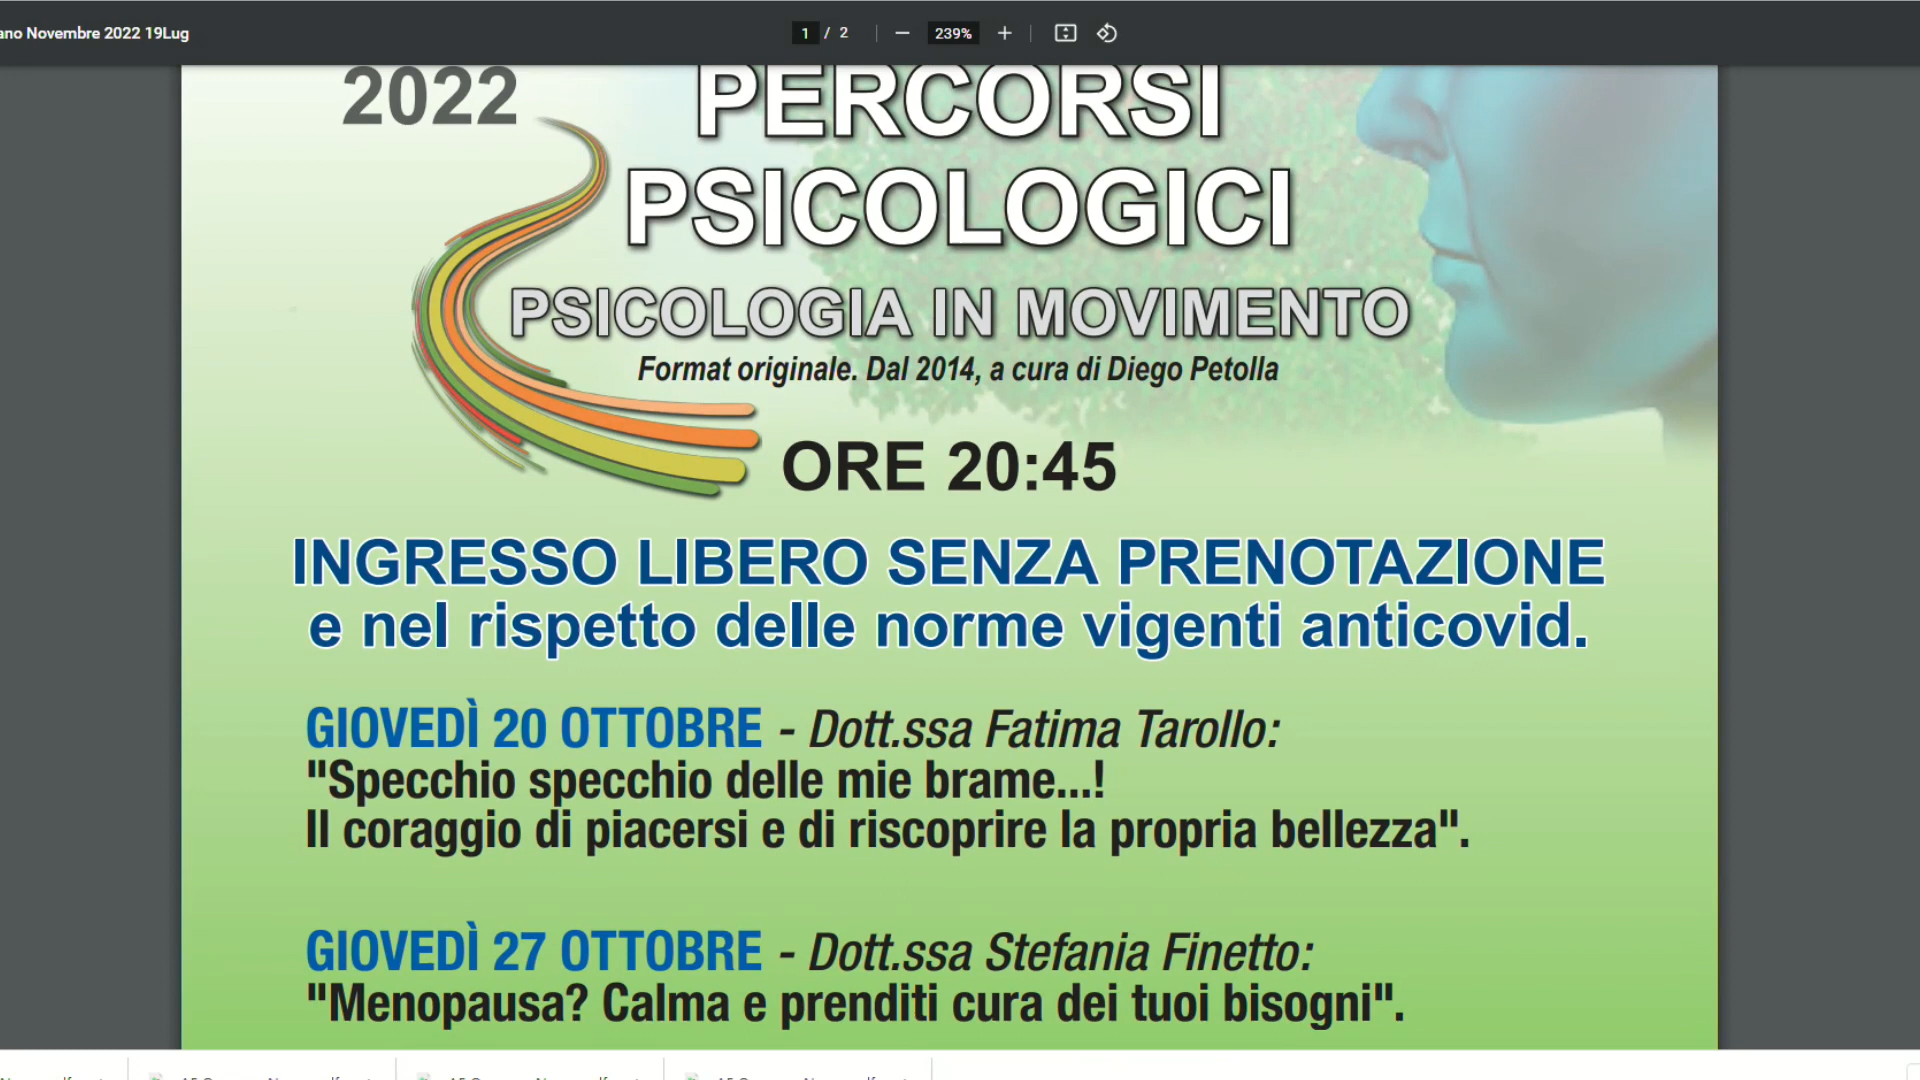 ano Novembre 2022 19Lug
1 / 2
239%
2022
PERCORSI
PSICOLOGICI
PSICOLOGIA IN MOVIMENTO
Format originale. Dal 2014, a cura di Diego Petolla
ORE 20:45
INGRESSO LIBERO SENZA PRENOTAZIONE
e nel rispetto delle norme vigenti anticovid.
GIOVEDÌ 20 OTTOBRE - Dott.ssa Fatima Tarollo:
"Specchio specchio delle mie brame...!
Il coraggio di piacersi e di riscoprire la propria bellezza".
GIOVEDÌ 27 OTTOBRE - Dott.ssa Stefania Finetto:
"Menopausa? Calma e prenditi cura dei tuoi bisogni".